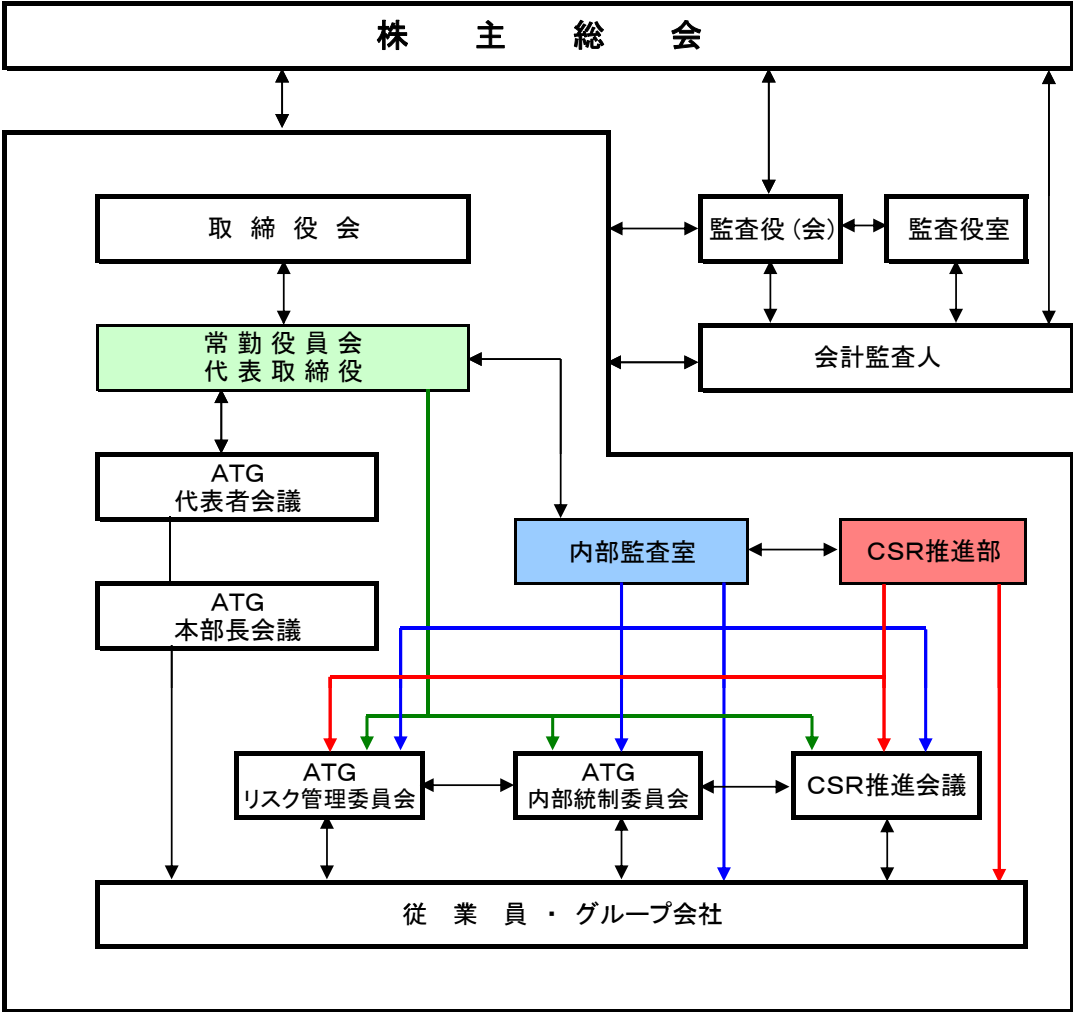 株主総会
取締役会
監査役(会)
監査役室
常勤役員会
代表取締役
会計監査人
ATG
代表者会議
内部監査室
CSR推進部
ATG
本部長会議
ATG
リスク管理委員会
ATG
内部統制委員会
CSR推進会議
従業員・グループ会社